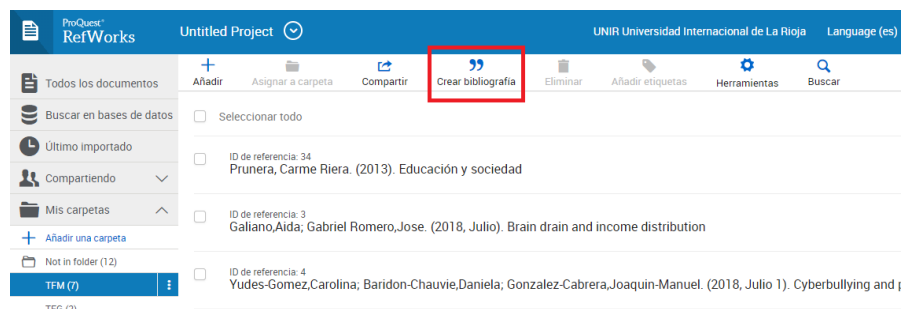 ProQuest®
RefWorks
Untitled Project
UNIR Universidad Internacional de La Rioja
Language (es)
Añadir
Asignar a carpeta
Compartir
Crear bibliografía
Eliminar
Añadir etiquetas
Herramientas
Buscar
Todos los documentos
Buscar en bases de datos
Último importado
Compartiendo
Mis carpetas
Añadir una carpeta
Not in folder (12)
TFM (7)
TFG (2)
Seleccionar todo
ID de referencia: 34
Prunera, Carme Riera. (2013). Educación y sociedad
ID de referencia: 3
Galiano,Aida; Gabriel Romero,Jose. (2018, Julio). Brain drain and income distribution
ID de referencia: 4
Yudes-Gomez,Carolina; Baridon-Chauvie,Daniela; Gonzalez-Cabrera,Joaquin-Manuel. (2018, Julio 1). Cyberbullying and